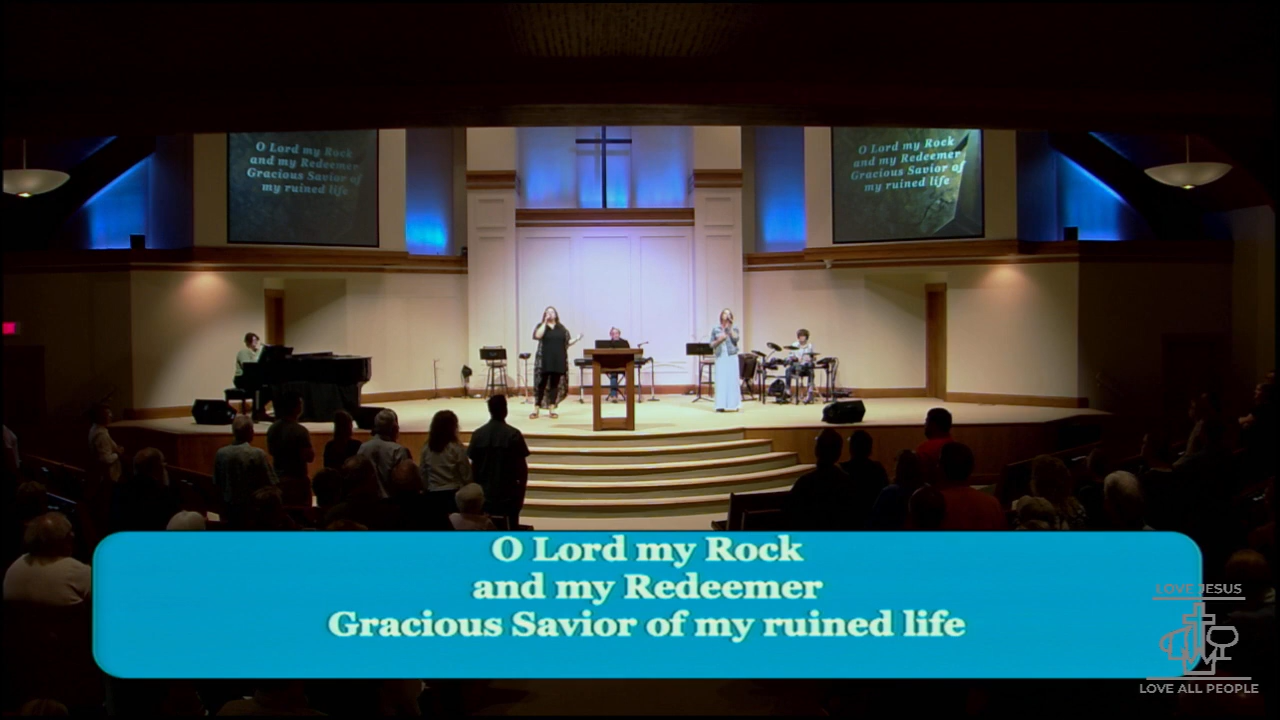 O Lord my Rock
and my Redeemer
Gracious Savior of
my ruined life
O Lord my Rock
and my Redeemer
Gracious Savior of
my ruined life
O Lord my Rock
and my Redeemer
Gracious Savior of my ruined life
LOVE JESUS
LOVE ALL PEOPLE